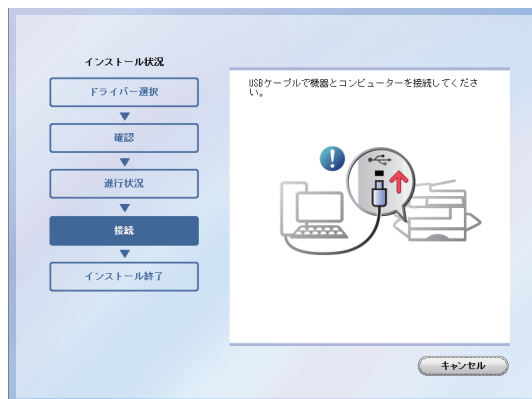 インストール状況
ドライバー選択
確認
進行状況
接続
インストール終了
USBケーブルで機器とコンピューターを接続してくださ
い。
キャンセル